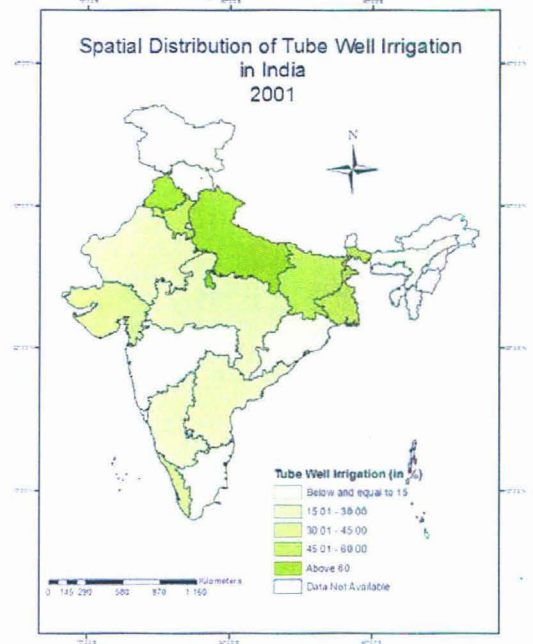 Spatial Distribution of Tube Well Irrigation
in India
2001
N
Tube Well Irrigation (in %)
Below and equal to 15
15.01 - 30.00
30.01 - 45.00
45.01 - 60.00
Above 60
Data Not Available
Kilometers
0 145 290 580 870 1 160